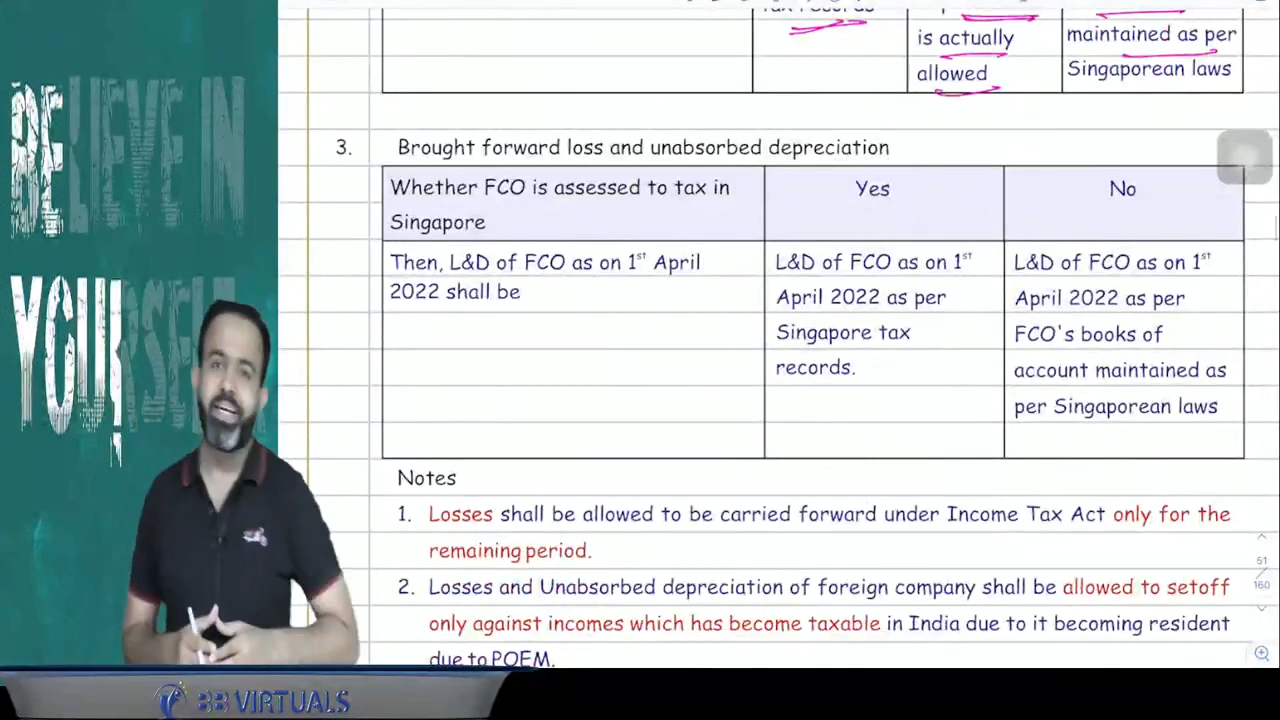 is actually
allowed
maintained as per
Singaporean laws
3. Brought forward loss and unabsorbed depreciation
Whether FCO is assessed to tax in
Singapore
Yes
No
Then, L&D of FCO as on 1st April
2022 shall be
L&D of FCO as on 1st
April 2022 as per
Singapore tax
records.
L&D of FCO as on 1st
April 2022 as per
FCO's books of
account maintained as
per Singaporean laws
Notes
1. Losses shall be allowed to be carried forward under Income Tax Act only for the
remaining period.
2. Losses and Unabsorbed depreciation of foreign company shall be allowed to setoff
only against incomes which has become taxable in India due to it becoming resident
due to POEM.
51
160
BELIEVE IN
BB VIRTUALS